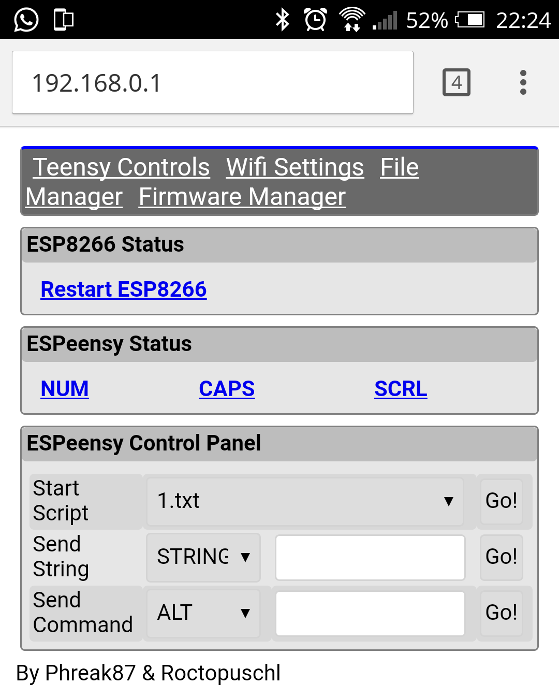 52% 22:24
192.168.0.1 4
Teensy Controls Wifi Settings File
Manager Firmware Manager
ESP8266 Status
Restart ESP8266
ESPeensy Status
NUM CAPS SCRL
ESPeensy Control Panel
Start
Script 1.txt Go!
Send
String STRING Go!
Send
Command ALT Go!
By Phreak87 & Roctopuschl